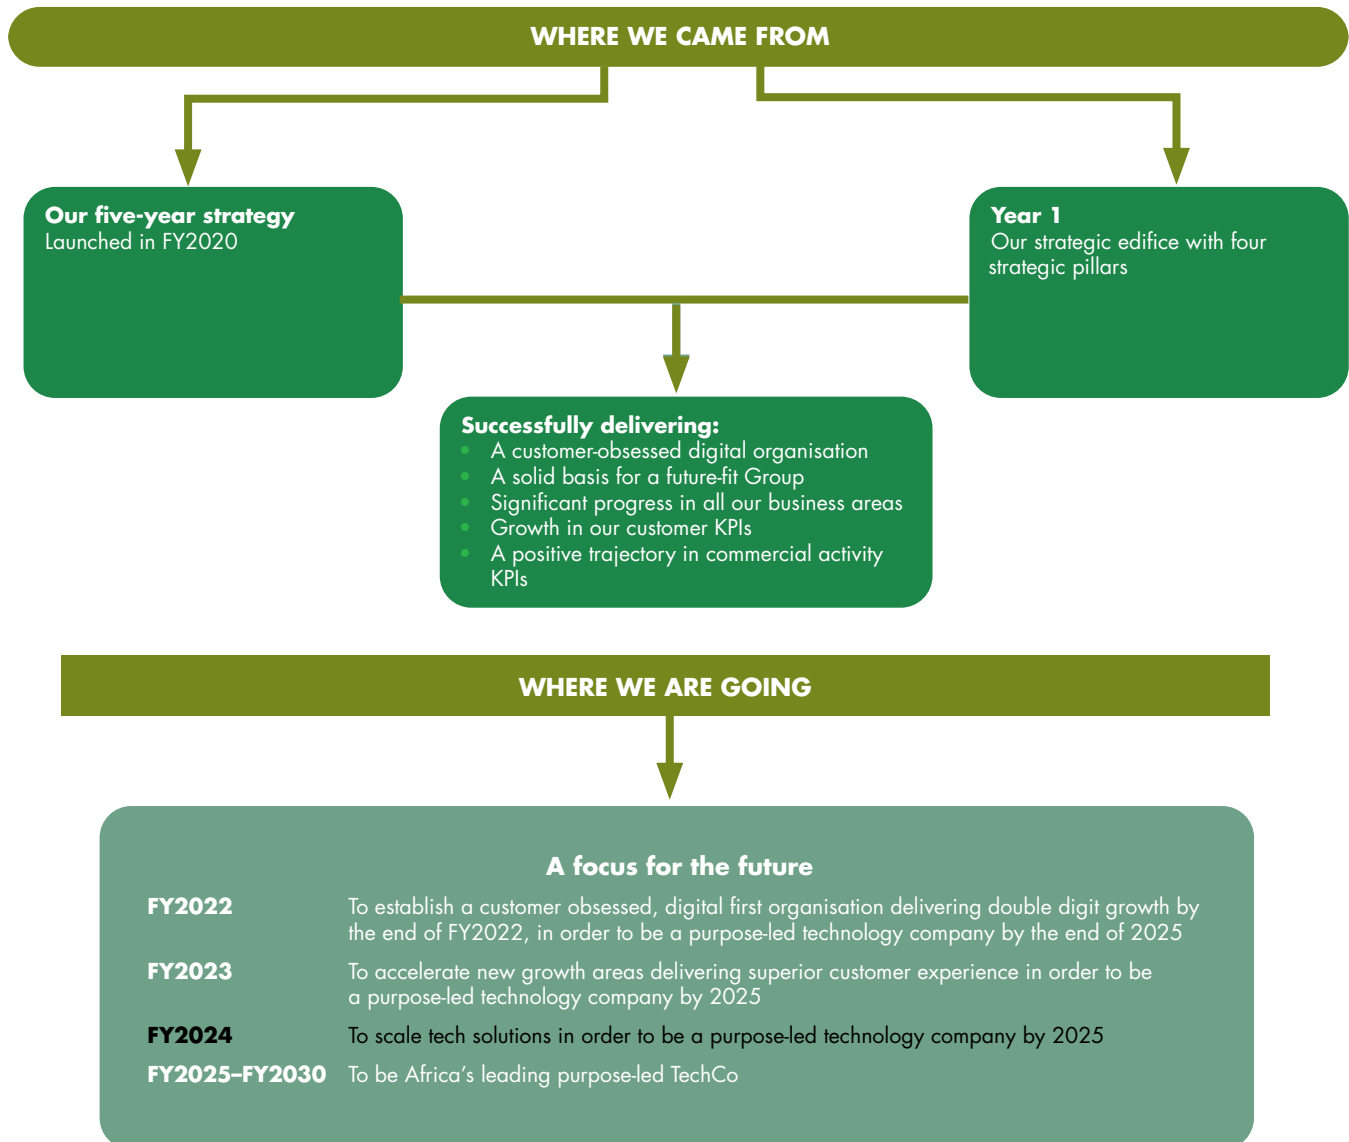 WHERE WE CAME FROM
Our five-year strategy
Launched in FY2020
Year 1
Our strategic edifice with four
strategic pillars
Successfully delivering:
• A customer-obsessed digital organisation
• A solid basis for a future-fit Group
• Significant progress in all our business areas
• Growth in our customer KPIs
• A positive trajectory in commercial activity
KPIs
WHERE WE ARE GOING
A focus for the future
FY2022 To establish a customer obsessed, digital first organisation delivering double digit growth by
the end of FY2022, in order to be a purpose-led technology company by the end of 2025
FY2023 To accelerate new growth areas delivering superior customer experience in order to be
a purpose-led technology company by 2025
FY2024 To scale tech solutions in order to be a purpose-led technology company by 2025
FY2025–FY2030 To be Africa's leading purpose-led TechCo